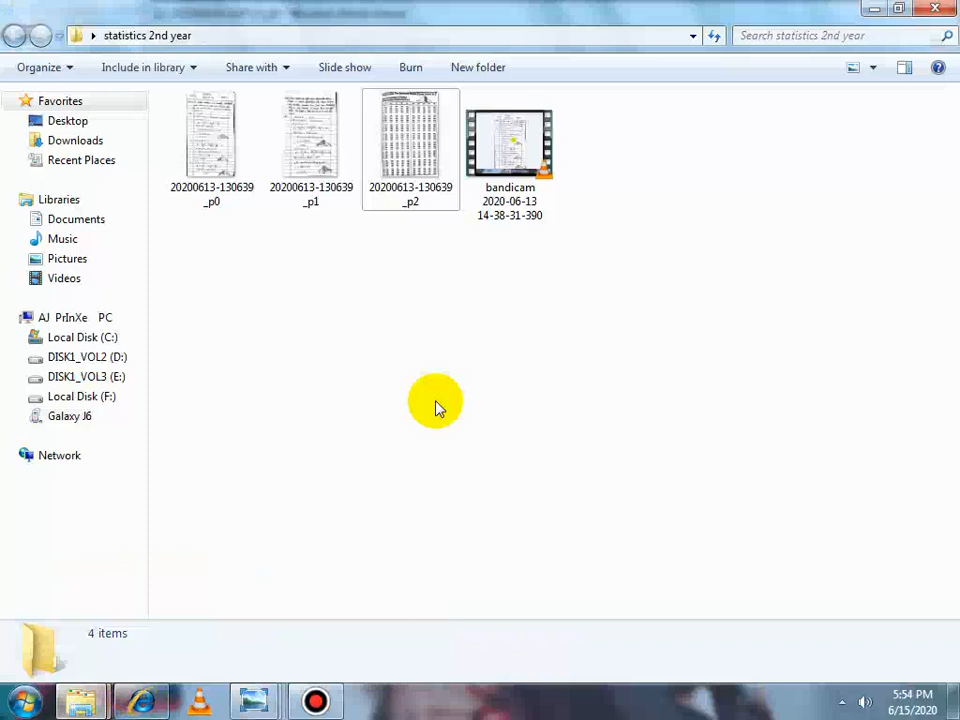 statistics 2nd year
Search statistics 2nd year
Organize
Include in library
Share with
Slide show
Burn
New folder
Favorites
Desktop
Downloads
Recent Places
Libraries
Documents
Music
Pictures
Videos
AJ PrInXe PC
Local Disk (C:)
DISK1_VOL2 (D:)
DISK1_VOL3 (E:)
Local Disk (F:)
Galaxy J6
Network
20200613-130639
_p0
20200613-130639
_p1
20200613-130639
_p2
bandicam
2020-06-13
14-38-31-390
4 items
5:54 PM
6/15/2020